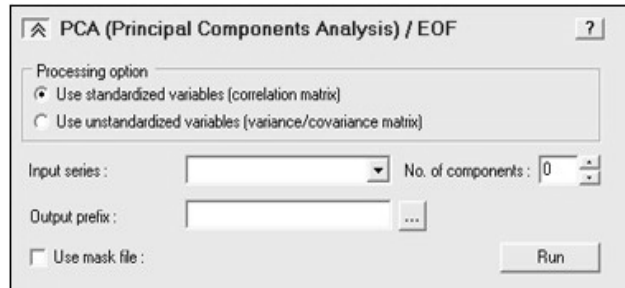 PCA (Principal Components Analysis) / EOF ?
Processing option
Use standardized variables (correlation matrix)
Use unstandardized variables (variance/covariance matrix)
Input series : No. of components : 0
Output prefix : ...
Use mask file : Run